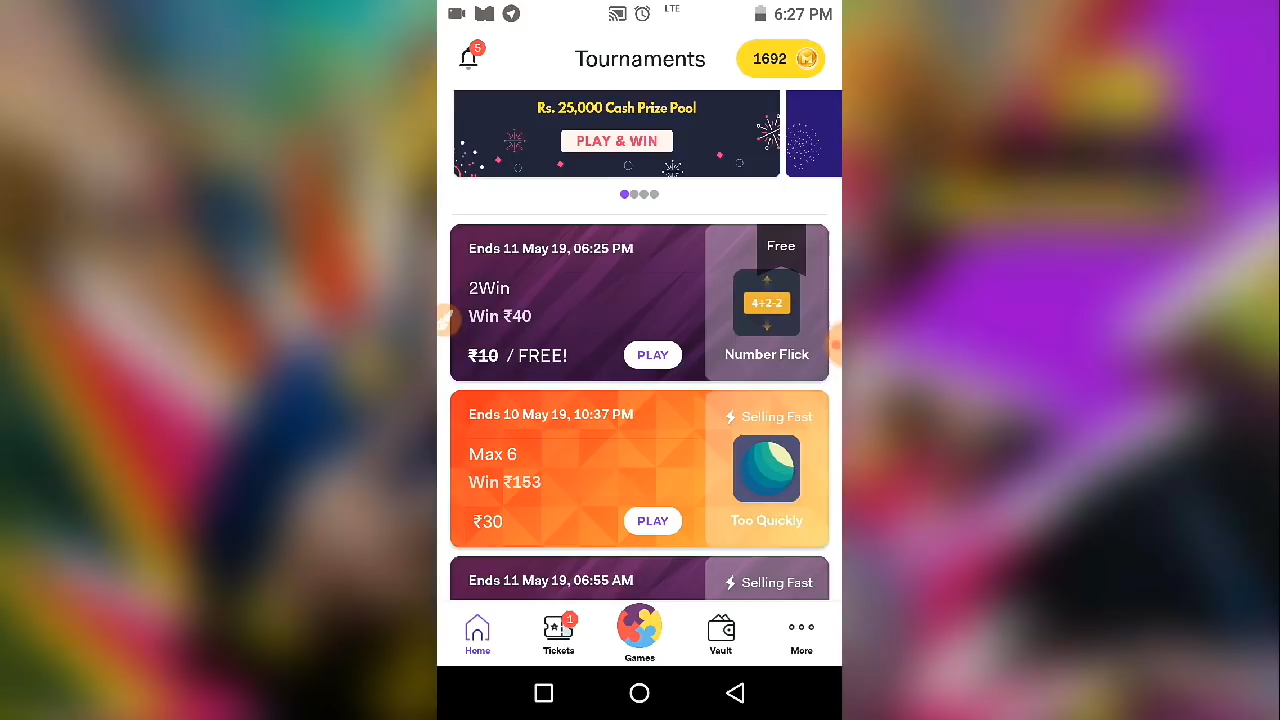 LTE
6:27 PM
5
Tournaments
1692
Rs. 25,000 Cash Prize Pool
PLAY & WIN
Ends 11 May 19, 06:25 PM
Free
2Win
4+2-2
Win ₹40
₹10 / FREE!
PLAY
Number Flick
Ends 10 May 19, 10:37 PM
Selling Fast
Max 6
Win ₹153
₹30
PLAY
Too Quickly
Ends 11 May 19, 06:55 AM
Selling Fast
1
Home
Tickets
Games
Vault
More